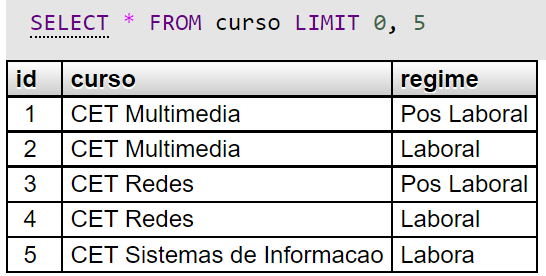 SELECT * FROM curso LIMIT 0, 5
id curso regime
1 CET Multimedia Pos Laboral
2 CET Multimedia Laboral
3 CET Redes Pos Laboral
4 CET Redes Laboral
5 CET Sistemas de Informacao Labora